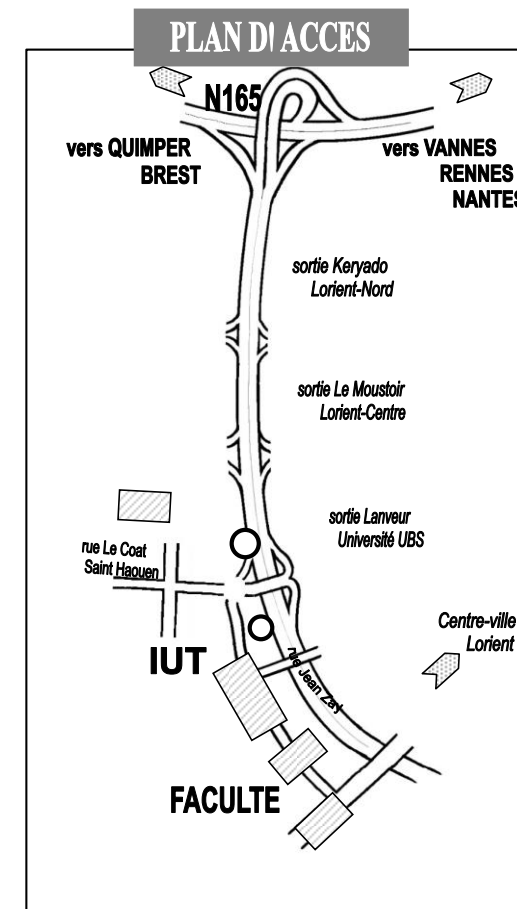 PLAN D! ACCES
N165
vers QUIMPER
BREST
vers VANNES
RENNES
NANTES
sortie Keryado
Lorient-Nord
sortie Le Moustoir
Lorient-Centre
sortie Lanveur
Université UBS
rue Le Coat
Saint Haouen
Centre-ville
Lorient
IUT
rue Jean Zay
FACULTE